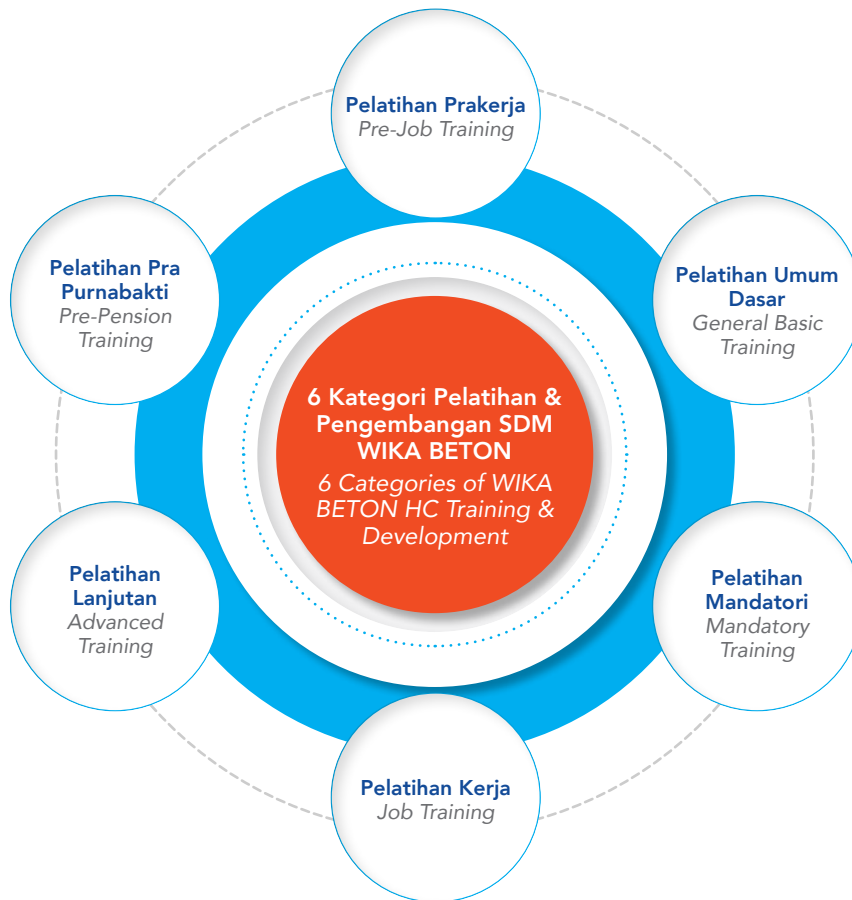 Pelatihan Prakerja
Pre-Job Training
Pelatihan Pra
Purnabakti
Pre-Pension
Training
Pelatihan Umum
Dasar
General Basic
Training
6 Kategori Pelatihan &
Pengembangan SDM
WIKA BETON
6 Categories of WIKA
BETON HC Training &
Development
Pelatihan
Lanjutan
Advanced
Training
Pelatihan
Mandatori
Mandatory
Training
Pelatihan Kerja
Job Training